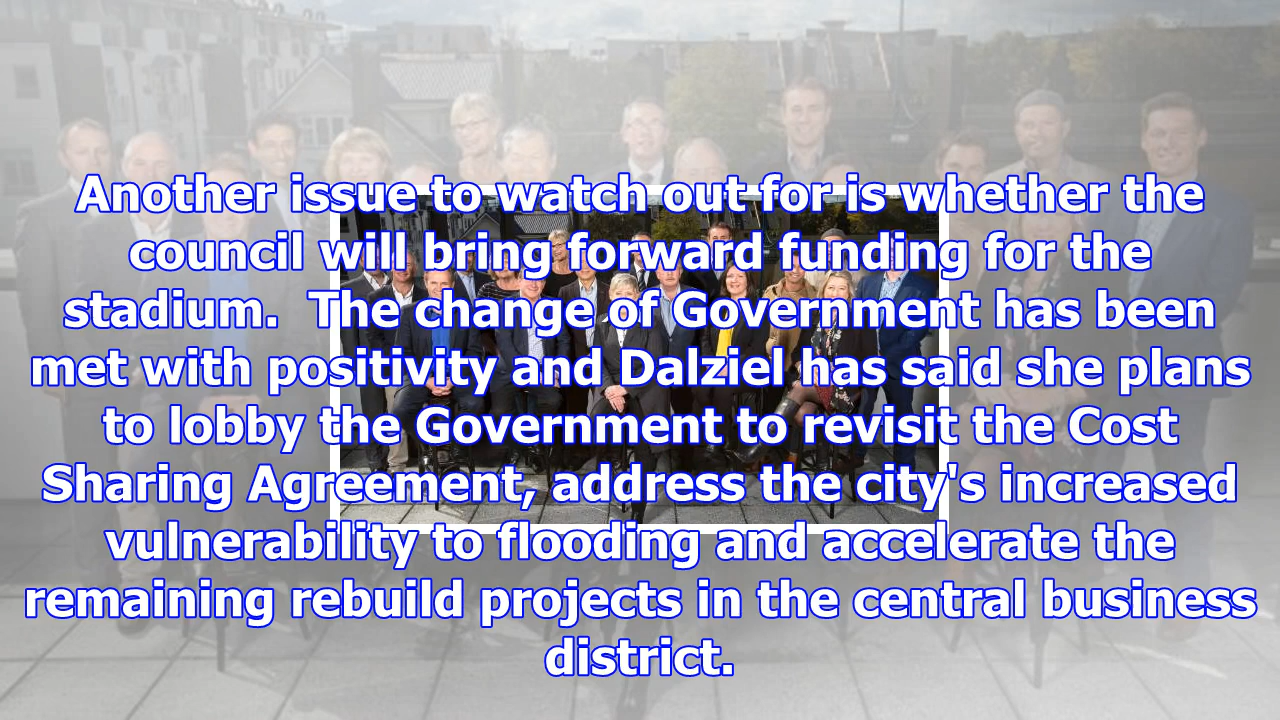 Another issue to watch out for is whether the
council will bring forward funding for the
stadium.  The change of Government has been
met with positivity and Dalziel has said she plans
to lobby the Government to revisit the Cost
Sharing Agreement, address the city's increased
vulnerability to flooding and accelerate the
remaining rebuild projects in the central business
district.